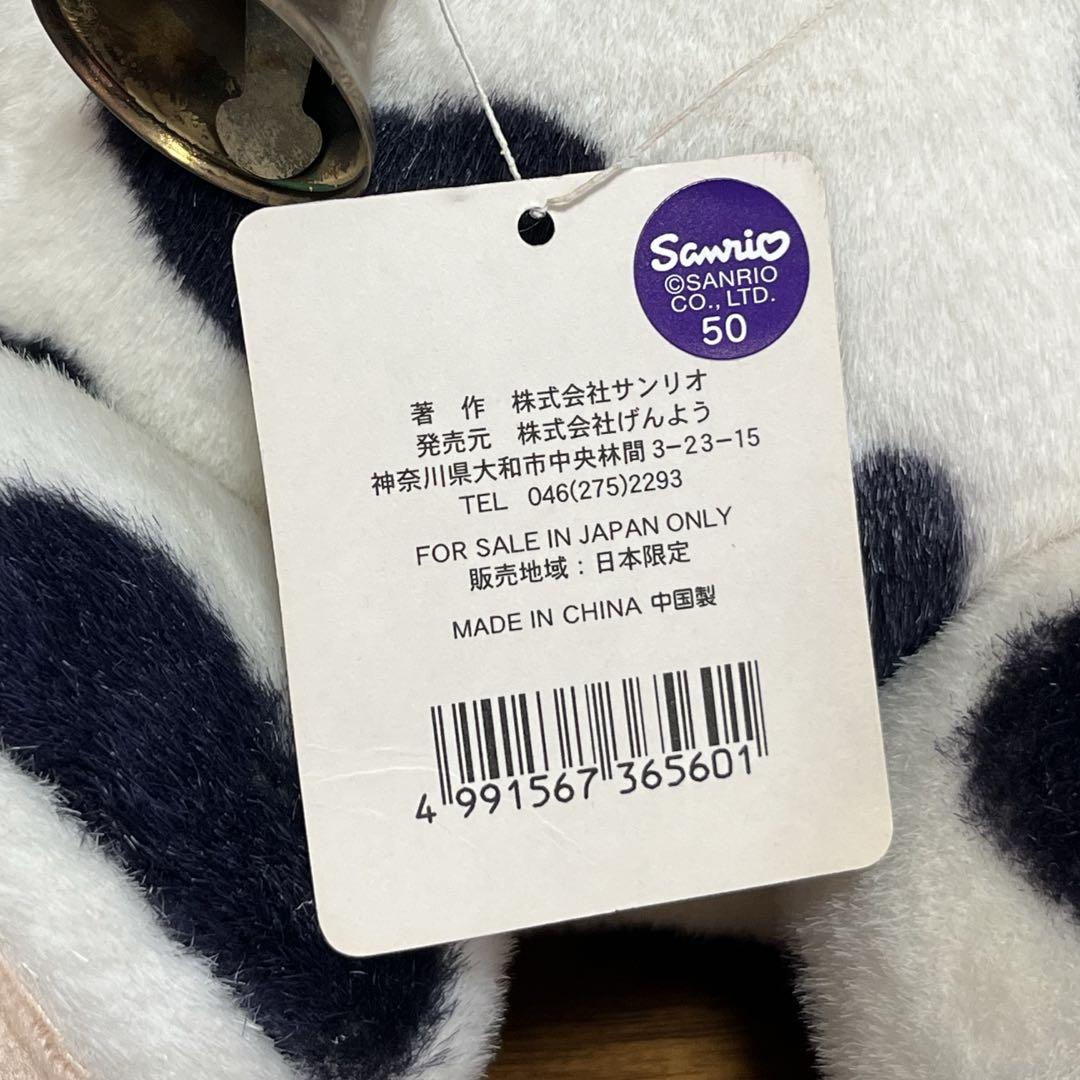 Sanrio
©SANRIO
CO., LTD.
50
著 作 株式会社サンリオ
発売元 株式会社げんよう
神奈川県大和市中央林間3-23-15
TEL 046(275)2293
FOR SALE IN JAPAN ONLY
販売地域：日本限定
MADE IN CHINA 中国製
4 991567 365601